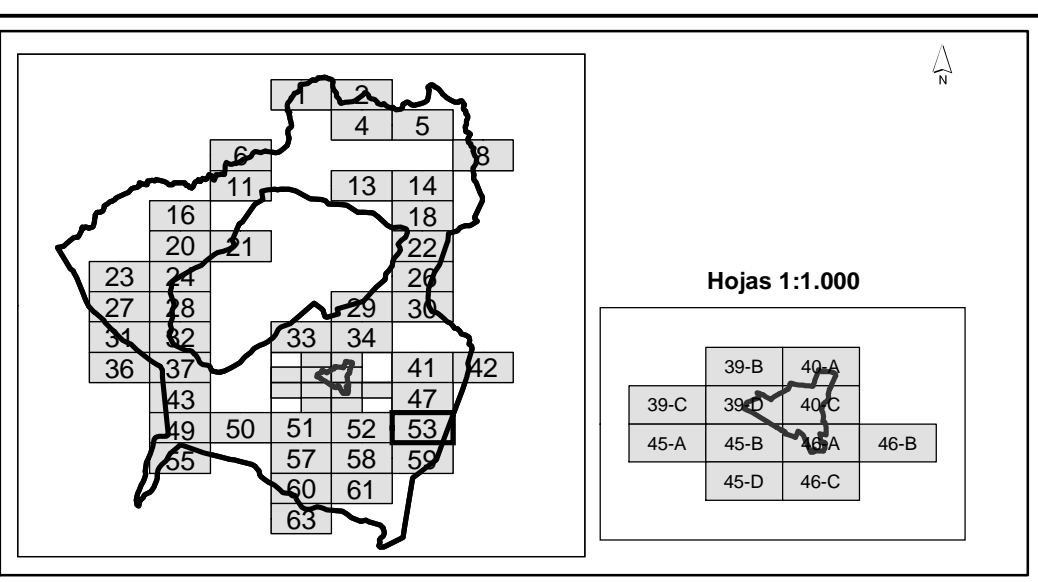 N
1 2
4 5
6 8
11 13 14
16 18
20 21 22
23 24 26
27 28 29 30
31 32 33 34
36 37 41 42
43 47
49 50 51 52 53
55 57 58 59
60 61
63
Hojas 1:1.000
39-B 40-A
39-C 39-D 40-C
45-A 45-B 46-A 46-B
45-D 46-C